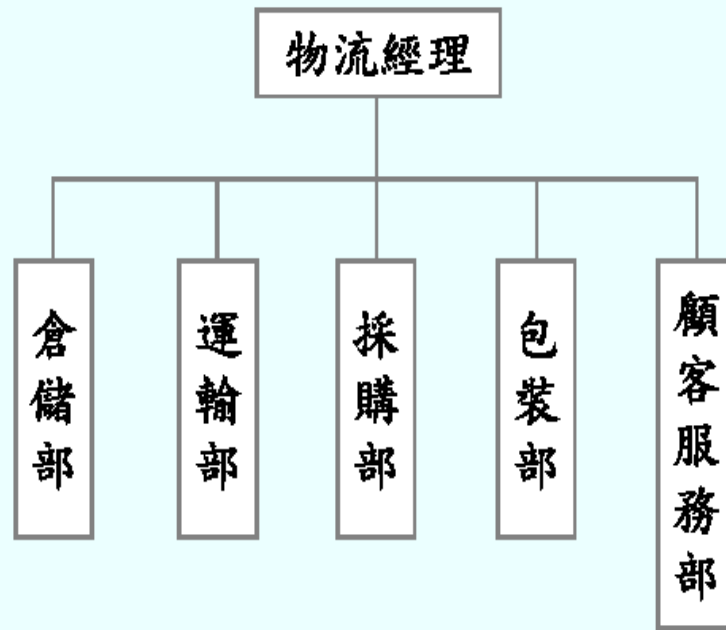 物流經理
倉儲部
運輸部
採購部
包裝部
顧客服務部